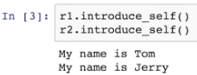 In [3]: r1.introduce_self()
r2.introduce_self()
My name is Tom
My name is Jerry